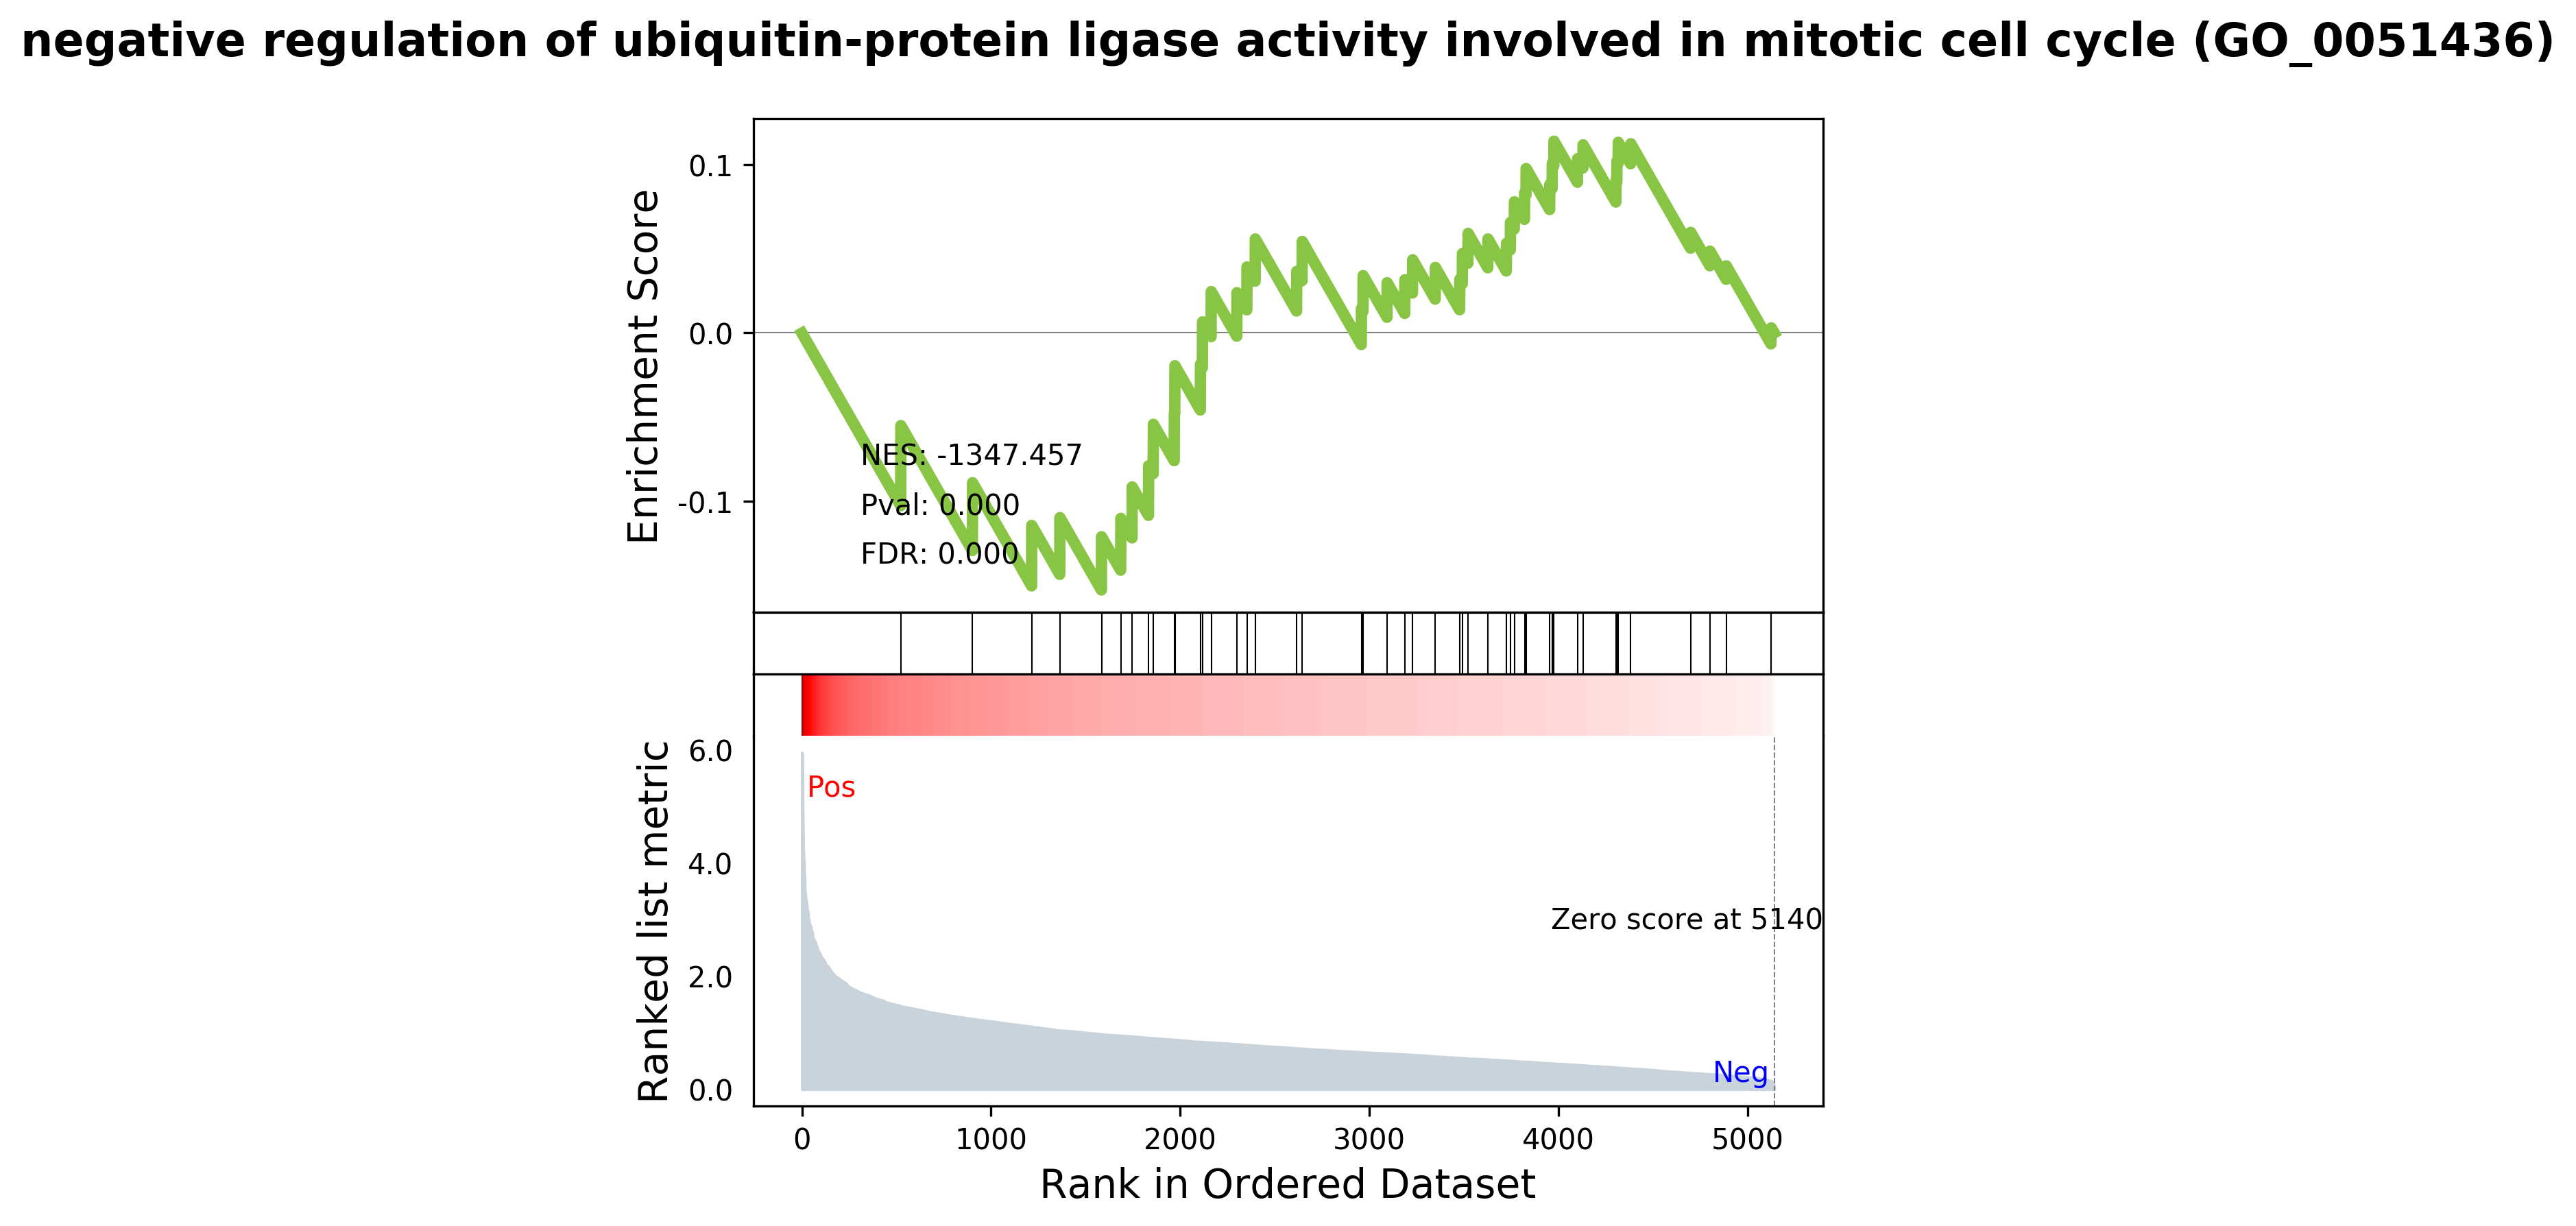 negative regulation of ubiquitin-protein ligase activity involved in mitotic cell cycle (GO_0051436)
Enrichment Score
0.1
0.0
-0.1
NES: -1347.457
Pval: 0.000
FDR: 0.000
Ranked list metric
6.0
4.0
2.0
0.0
Pos
Zero score at 5140
Neg
0 1000 2000 3000 4000 5000
Rank in Ordered Dataset